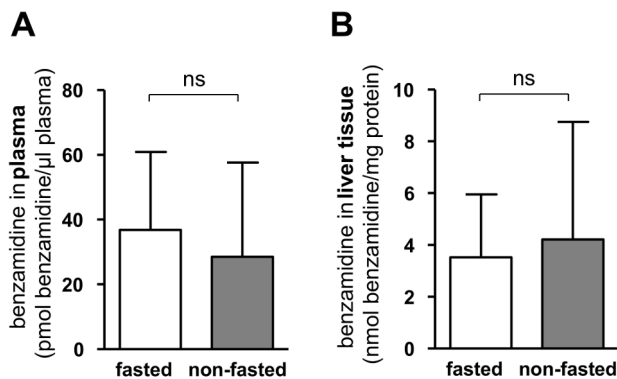 A
benzamidine in plasma
(pmol benzamidine/µl plasma)
80
60
40
20
0
ns
fasted non-fasted
B
benzamidine in liver tissue
(nmol benzamidine/mg protein)
10
8
6
4
2
0
ns
fasted non-fasted